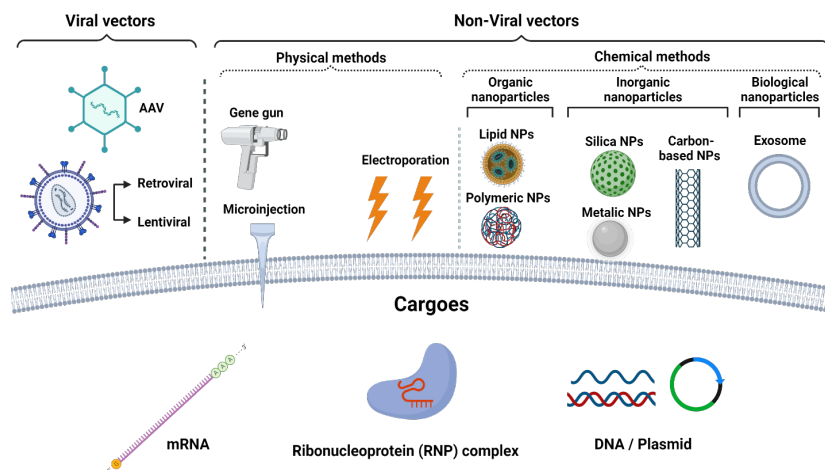 Viral vectors
Non-Viral vectors
Physical methods
Chemical methods
Organic
nanoparticles
Inorganic
nanoparticles
Biological
nanoparticles
AAV
Retroviral
Lentiviral
Gene gun
Microinjection
Electroporation
Lipid NPs
Polymeric NPs
Silica NPs
Metalic NPs
Carbon-
based NPs
Exosome
Cargoes
A A A ...3'
G
mRNA
Ribonucleoprotein (RNP) complex
DNA / Plasmid